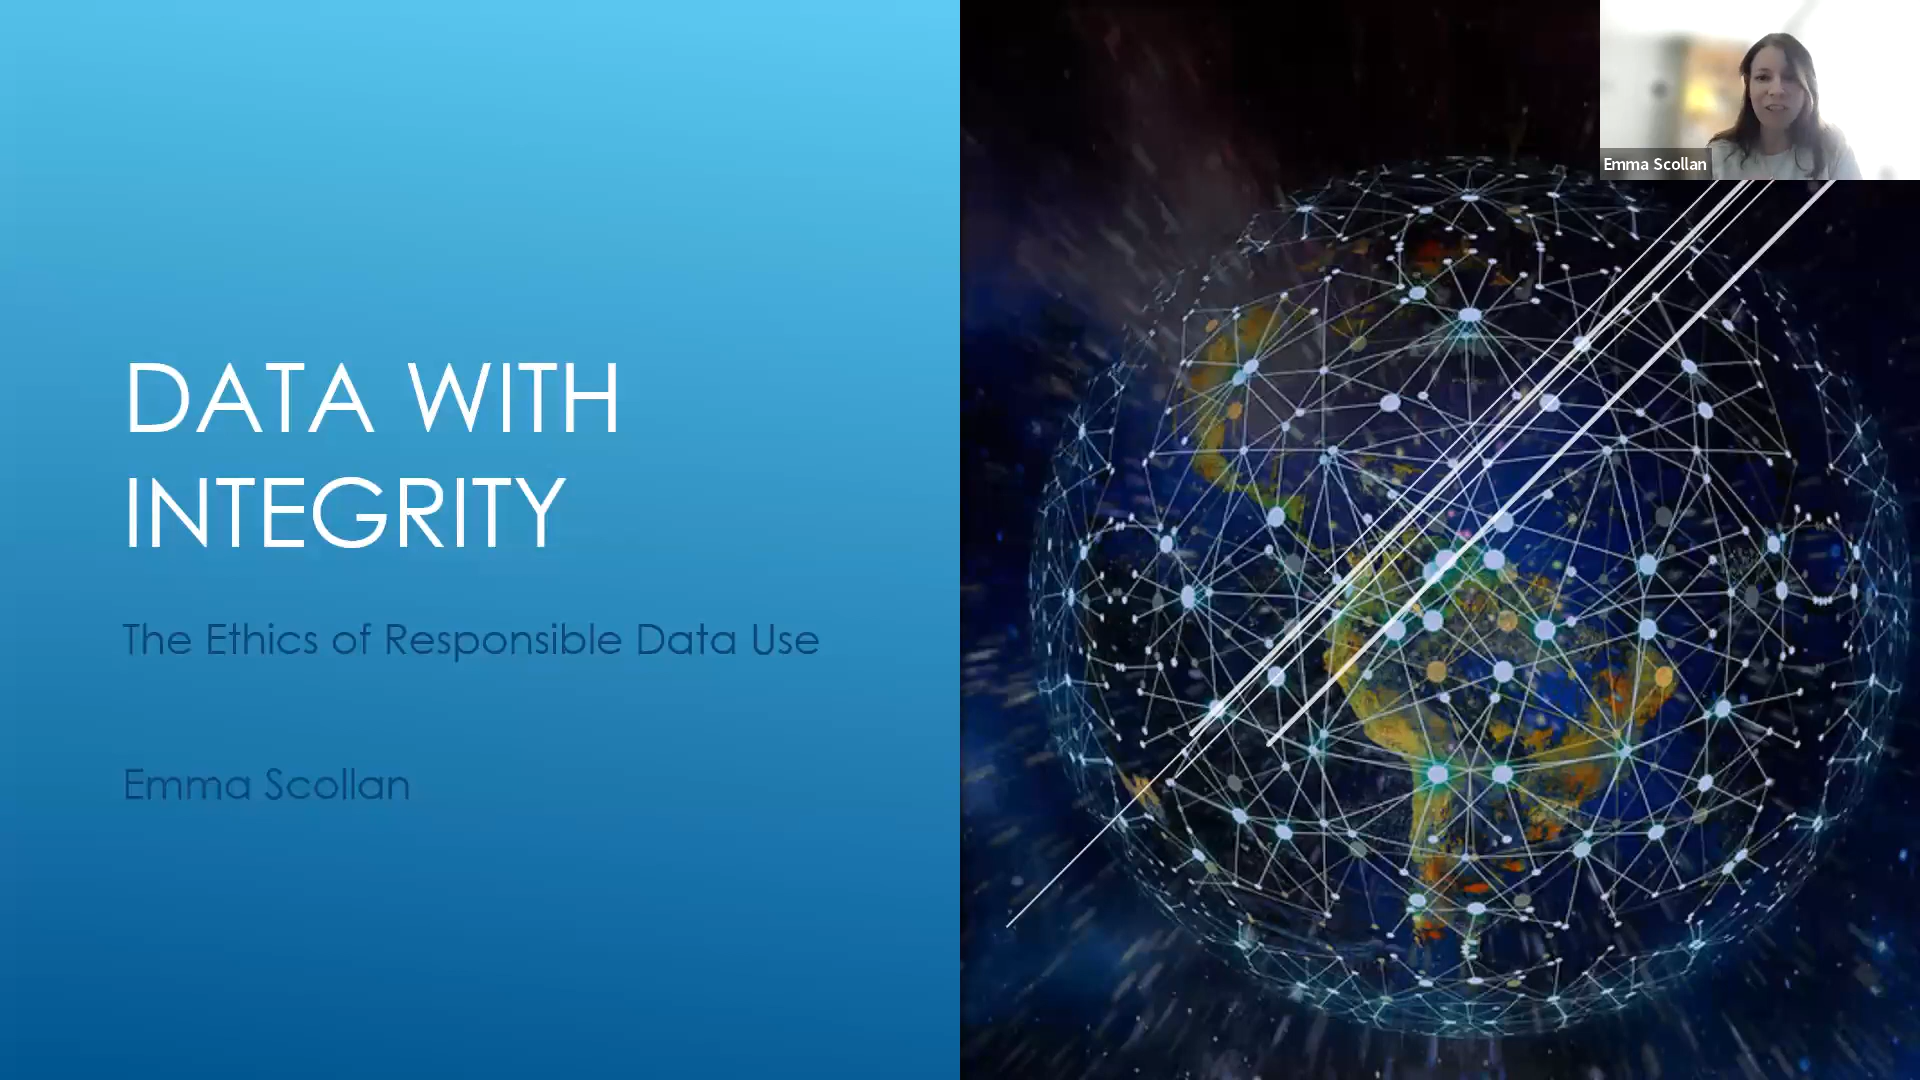 DATA WITH
INTEGRITY
The Ethics of Responsible Data Use
Emma Scollan
Emma Scollan